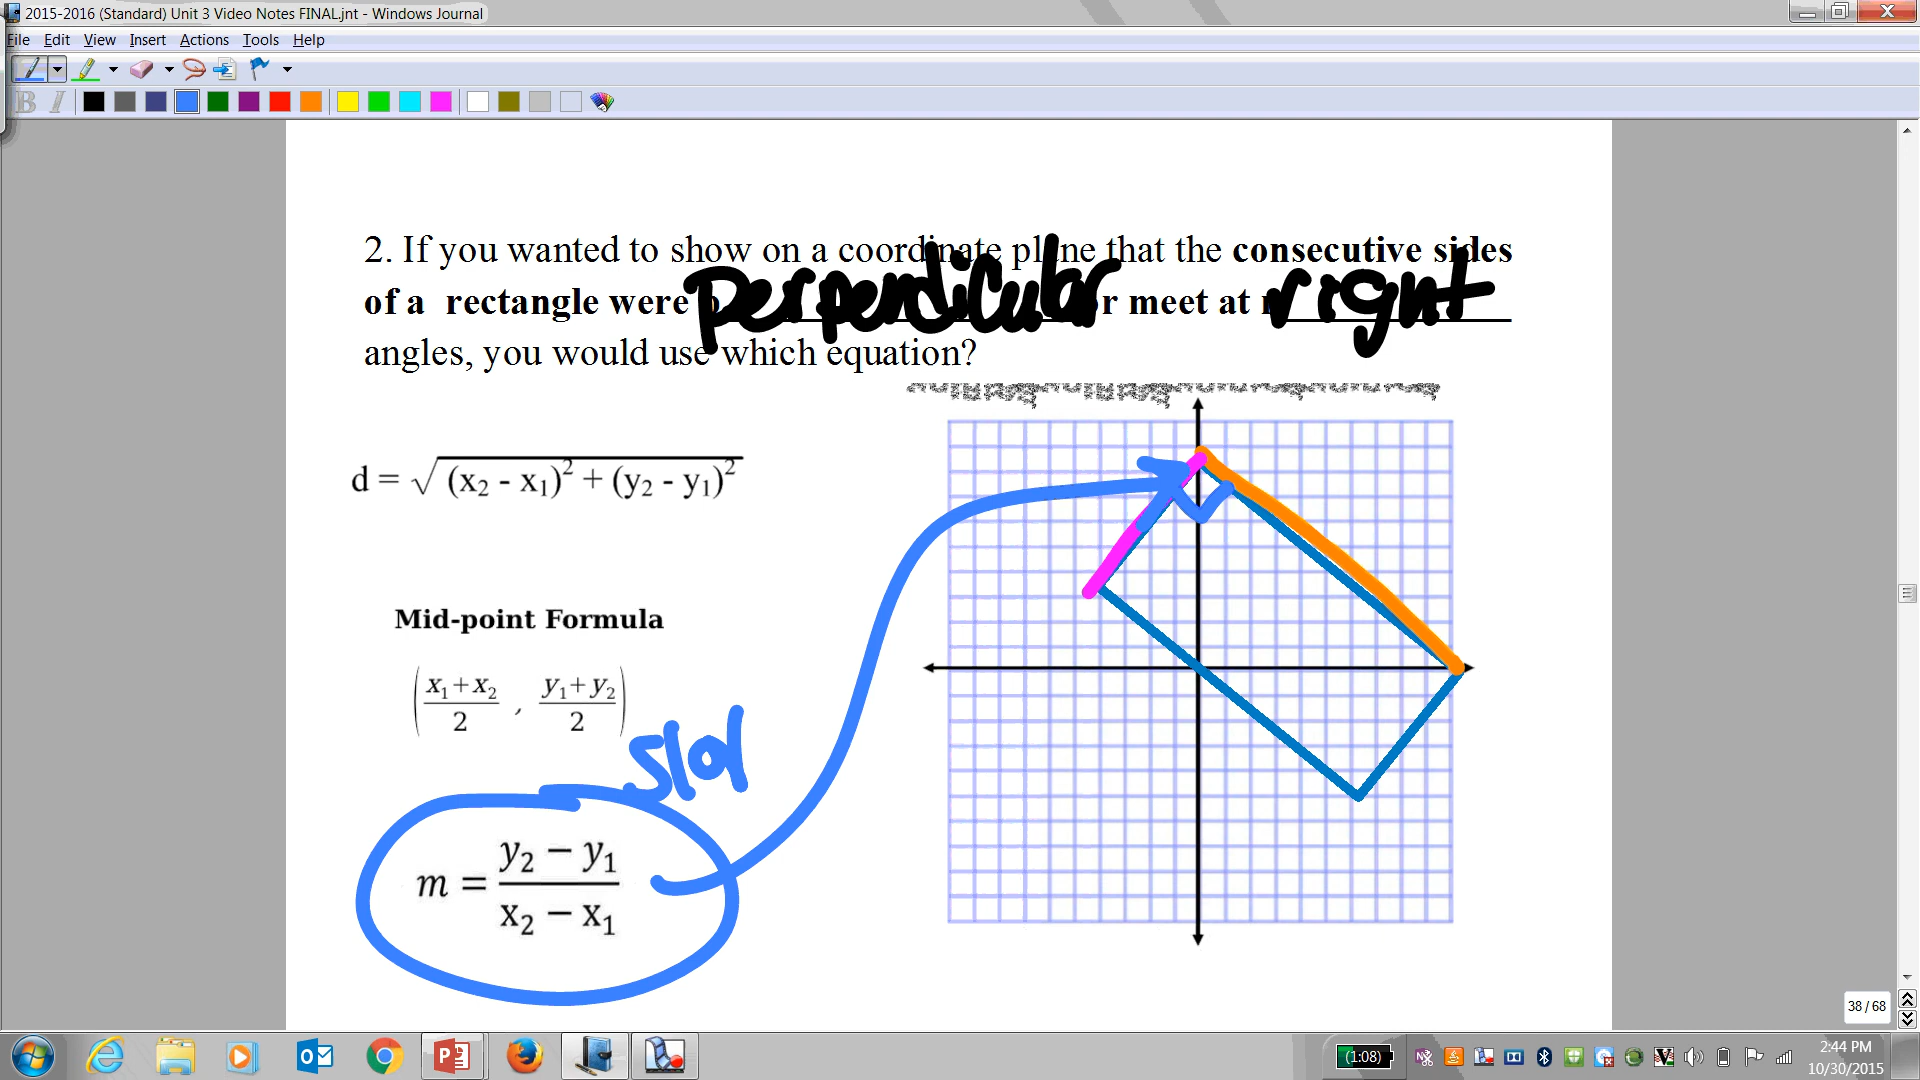 2015-2016 (Standard) Unit 3 Video Notes FINAL.jnt - Windows Journal
File Edit View Insert Actions Tools Help
B I
2. If you wanted to show on a coordinate plane that the consecutive sides
of a rectangle were perpendicular or meet at right
angles, you would use which equation?
d = √(x₂ - x₁)² + (y₂ - y₁)²
Mid-point Formula
(x₁+x₂/2 , y₁+y₂/2)
slop
m = y₂ − y₁ / x₂ − x₁
38 / 68
(1:08)
2:44 PM
10/30/2015